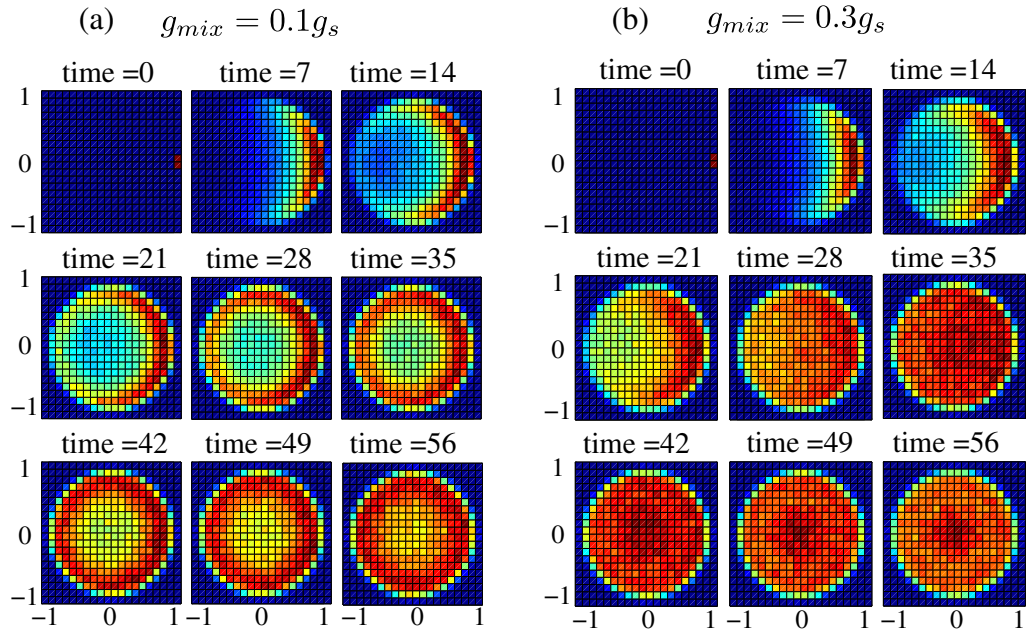 (a) g_{mix} = 0.1g_s
time =0 time =7 time =14
1
0
−1
time =21 time =28 time =35
1
0
−1
time =42 time =49 time =56
1
0
−1
−1 0 1 −1 0 1 −1 0 1
(b) g_{mix} = 0.3g_s
time =0 time =7 time =14
1
0
−1
time =21 time =28 time =35
1
0
−1
time =42 time =49 time =56
1
0
−1
−1 0 1 −1 0 1 −1 0 1